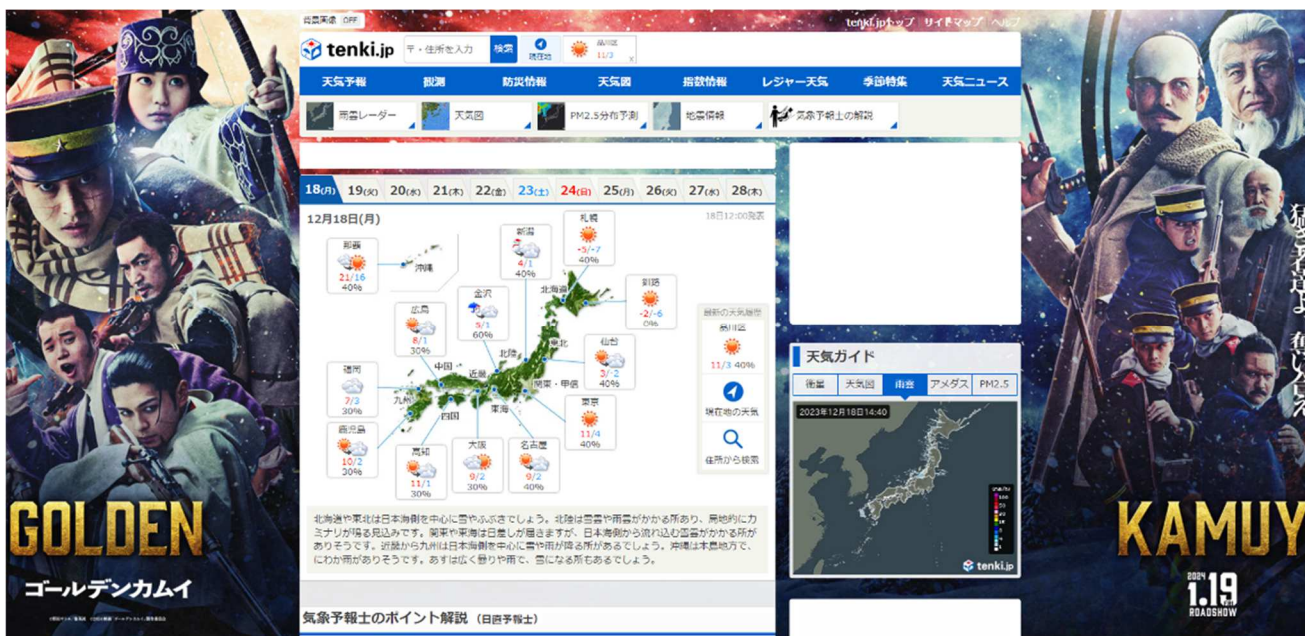 背景画像 OFF
tenki.jpトップ サイトマップ ヘルプ
tenki.jp
〒・住所を入力 検索 現在地 品川区 11/3 x
天気予報 観測 防災情報 天気図 指数情報 レジャー天気 季節特集 天気ニュース
雨雲レーダー 天気図 PM2.5分布予測 地震情報 気象予報士の解説
18(月) 19(火) 20(水) 21(木) 22(金) 23(土) 24(日) 25(月) 26(火) 27(水) 28(木)
12月18日(月)
18日12:00発表
那覇
21/16
40%
沖縄
新潟
4/1
40%
札幌
-5/-7
40%
北海道
釧路
-2/-6
0%
金沢
5/1
60%
広島
8/1
30%
仙台
3/-2
40%
東北
北陸
福岡
7/3
30%
中国
近畿
関東・甲信
九州
四国
東海
東京
11/4
40%
鹿児島
10/2
30%
高知
11/1
30%
大阪
9/2
30%
名古屋
9/2
40%
最新の天気履歴
品川区
11/3 40%
現在地の天気
住所から検索
北海道や東北は日本海側を中心に雪やふぶきでしょう。北陸は雪雲や雨雲がかかる所あり、局地的にカ
ミナリが鳴る見込みです。関東や東海は日差しが届きますが、日本海側から流れ込む雪雲がかかる所が
ありそうです。近畿から九州は日本海側を中心に雪や雨が降る所があるでしょう。沖縄は本島地方で、
にわか雨がありそうです。あすは広く曇りや雨で、雪になる所もあるでしょう。
気象予報士のポイント解説 (日直予報士)
天気ガイド
衛星 天気図 雨雲 アメダス PM2.5
2023年12月18日14:40
tenki.jp
GOLDEN
ゴールデンカムイ
猛き者達よ 奪い合え
KAMUY
2024
1.19
ROADSHOW